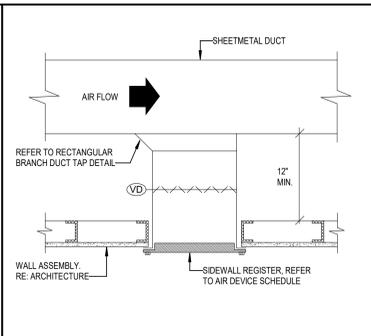 SHEETMETAL DUCT
AIR FLOW
REFER TO RECTANGULAR
BRANCH DUCT TAP DETAIL
12"
MIN.
VD
WALL ASSEMBLY.
RE: ARCHITECTURE
SIDEWALL REGISTER, REFER
TO AIR DEVICE SCHEDULE